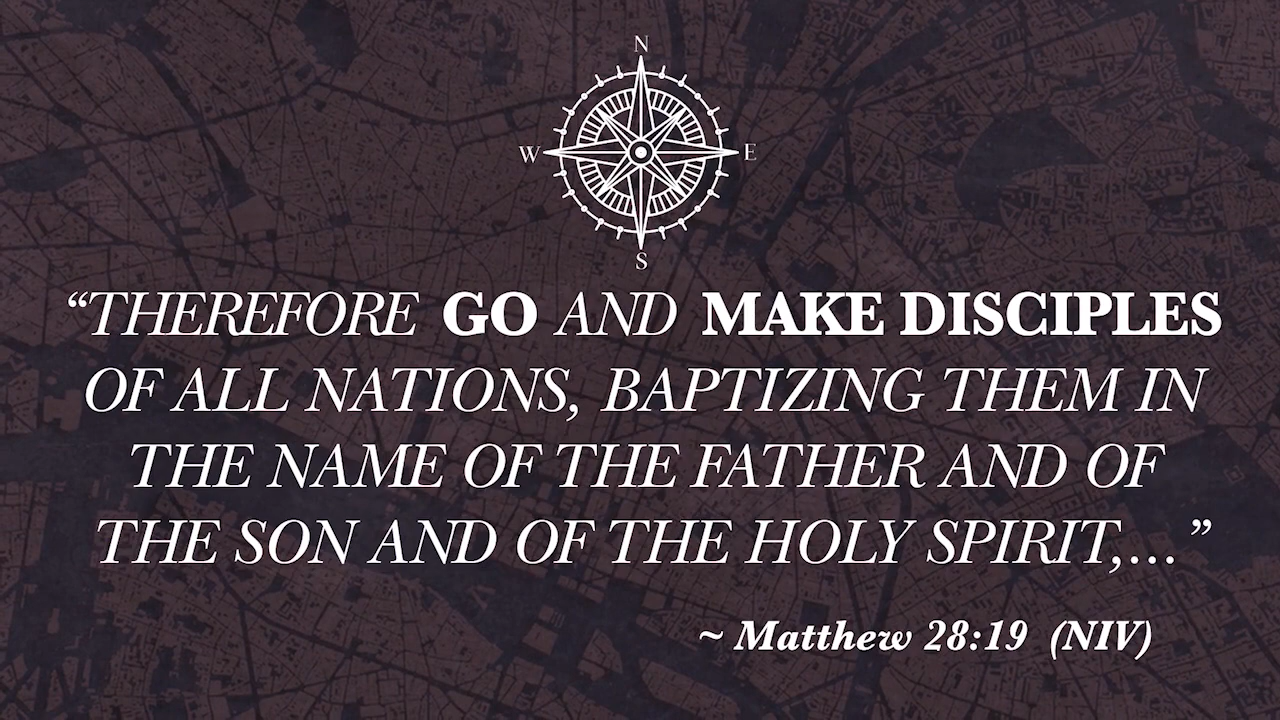 N
W E
S
“THEREFORE GO AND MAKE DISCIPLES
OF ALL NATIONS, BAPTIZING THEM IN
THE NAME OF THE FATHER AND OF
THE SON AND OF THE HOLY SPIRIT,...”
~ Matthew 28:19 (NIV)